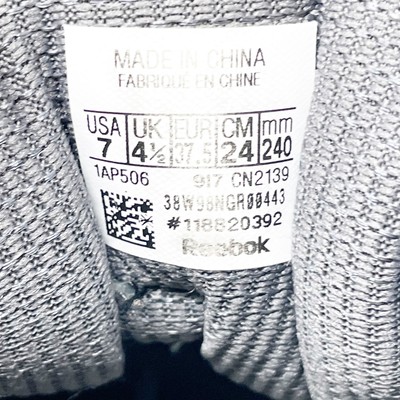 MADE IN CHINA
FABRIQUÉ EN CHINE
USA UK EUR CM mm
7 4½ 37.5 24 240
1AP506 917 CN2139
38W98NGR00443
#118820392
Reebok